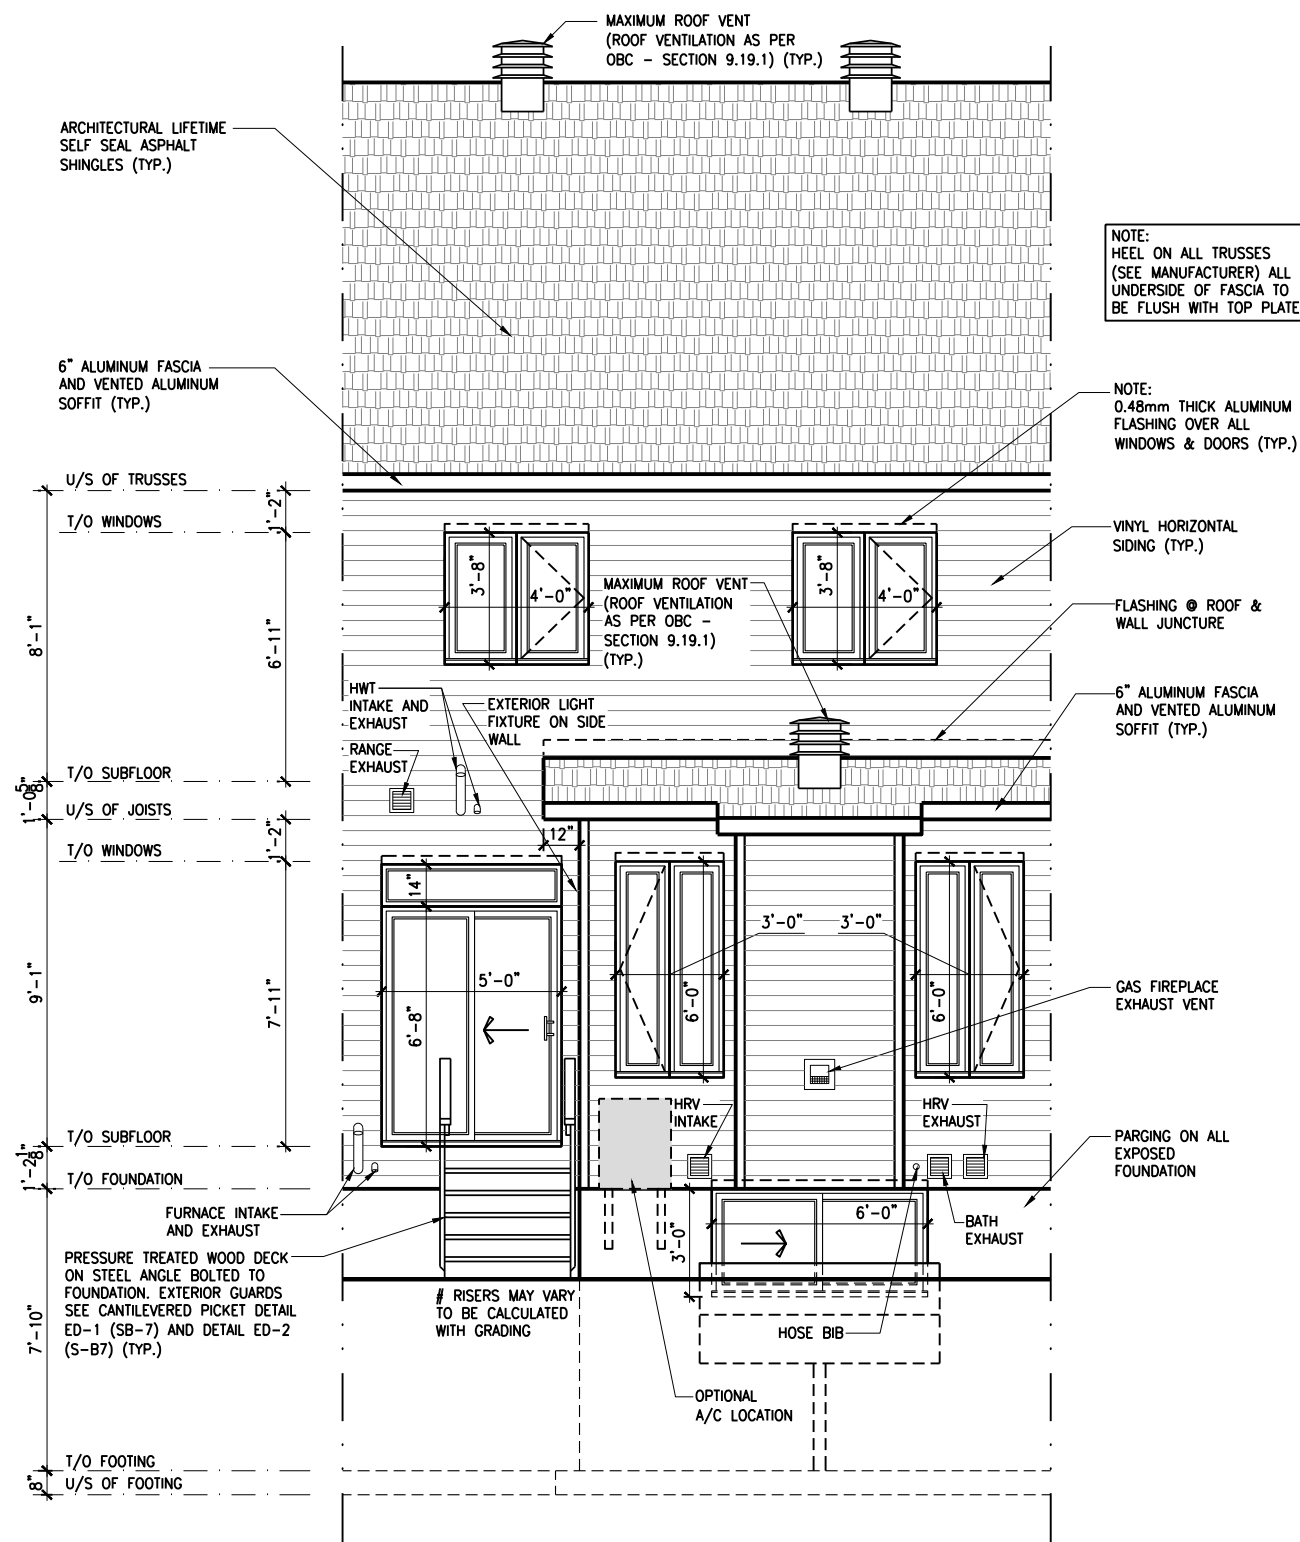 MAXIMUM ROOF VENT
(ROOF VENTILATION AS PER
OBC - SECTION 9.19.1) (TYP.)
ARCHITECTURAL LIFETIME
SELF SEAL ASPHALT
SHINGLES (TYP.)
NOTE:
HEEL ON ALL TRUSSES
(SEE MANUFACTURER) ALL
UNDERSIDE OF FASCIA TO
BE FLUSH WITH TOP PLATE
6" ALUMINUM FASCIA
AND VENTED ALUMINUM
SOFFIT (TYP.)
NOTE:
0.48mm THICK ALUMINUM
FLASHING OVER ALL
WINDOWS & DOORS (TYP.)
U/S OF TRUSSES
1'-2"
T/O WINDOWS
VINYL HORIZONTAL
SIDING (TYP.)
3'-8"
4'-0"
3'-8"
4'-0"
MAXIMUM ROOF VENT
(ROOF VENTILATION
AS PER OBC -
SECTION 9.19.1)
(TYP.)
FLASHING @ ROOF &
WALL JUNCTURE
8'-1"
6'-11"
HWT
INTAKE AND
EXHAUST
EXTERIOR LIGHT
FIXTURE ON SIDE
WALL
6" ALUMINUM FASCIA
AND VENTED ALUMINUM
SOFFIT (TYP.)
RANGE
EXHAUST
T/O SUBFLOOR
1'-0 5/8"
U/S OF JOISTS
1'-2"
T/O WINDOWS
12"
14"
3'-0"
3'-0"
9'-1"
7'-11"
5'-0"
6'-8"
6'-0"
6'-0"
GAS FIREPLACE
EXHAUST VENT
HRV
INTAKE
HRV
EXHAUST
T/O SUBFLOOR
1'-2 1/8"
T/O FOUNDATION
PARGING ON ALL
EXPOSED
FOUNDATION
FURNACE INTAKE
AND EXHAUST
3'-0"
6'-0"
BATH
EXHAUST
PRESSURE TREATED WOOD DECK
ON STEEL ANGLE BOLTED TO
FOUNDATION. EXTERIOR GUARDS
SEE CANTILEVERED PICKET DETAIL
ED-1 (SB-7) AND DETAIL ED-2
(S-B7) (TYP.)
# RISERS MAY VARY
TO BE CALCULATED
WITH GRADING
HOSE BIB
7'-10"
OPTIONAL
A/C LOCATION
T/O FOOTING
8"
U/S OF FOOTING